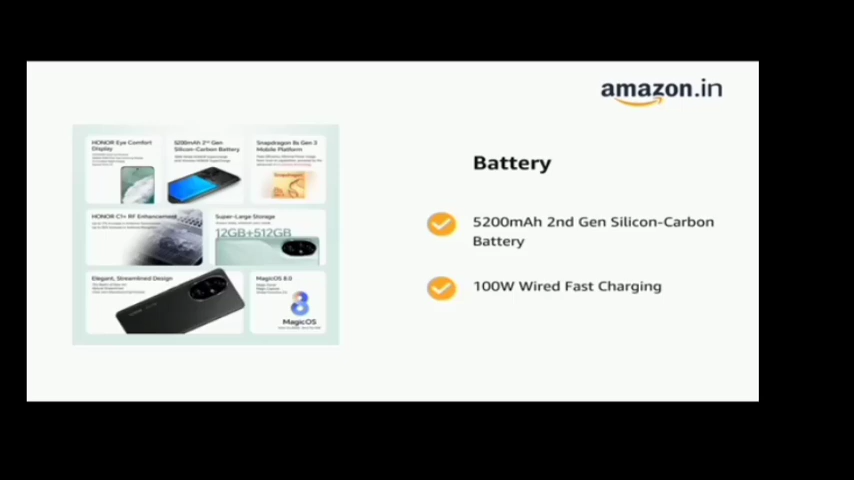 amazon.in
HONOR Eye Comfort
Display
5200mAh 2nd Gen
Silicon-Carbon Battery
Snapdragon 8s Gen 3
Mobile Platform
Snapdragon
HONOR C1+ RF Enhancement
Super-Large Storage
12GB+512GB
Elegant, Streamlined Design
MagicOS 8.0
MagicOS
Battery
5200mAh 2nd Gen Silicon-Carbon
Battery
100W Wired Fast Charging